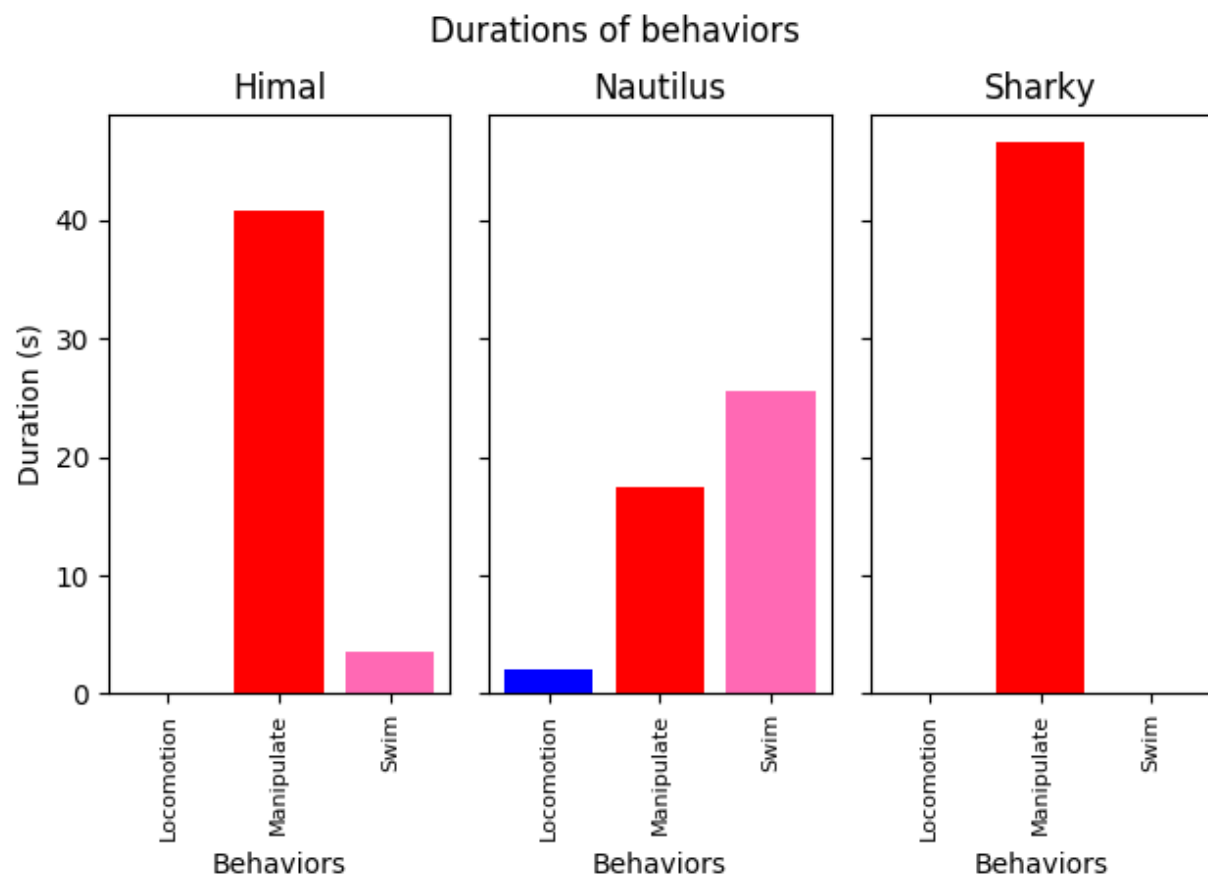 Durations of behaviors
Himal
Nautilus
Sharky
Duration (s)
40
30
20
10
0
Locomotion
Manipulate
Swim
Locomotion
Manipulate
Swim
Locomotion
Manipulate
Swim
Behaviors
Behaviors
Behaviors